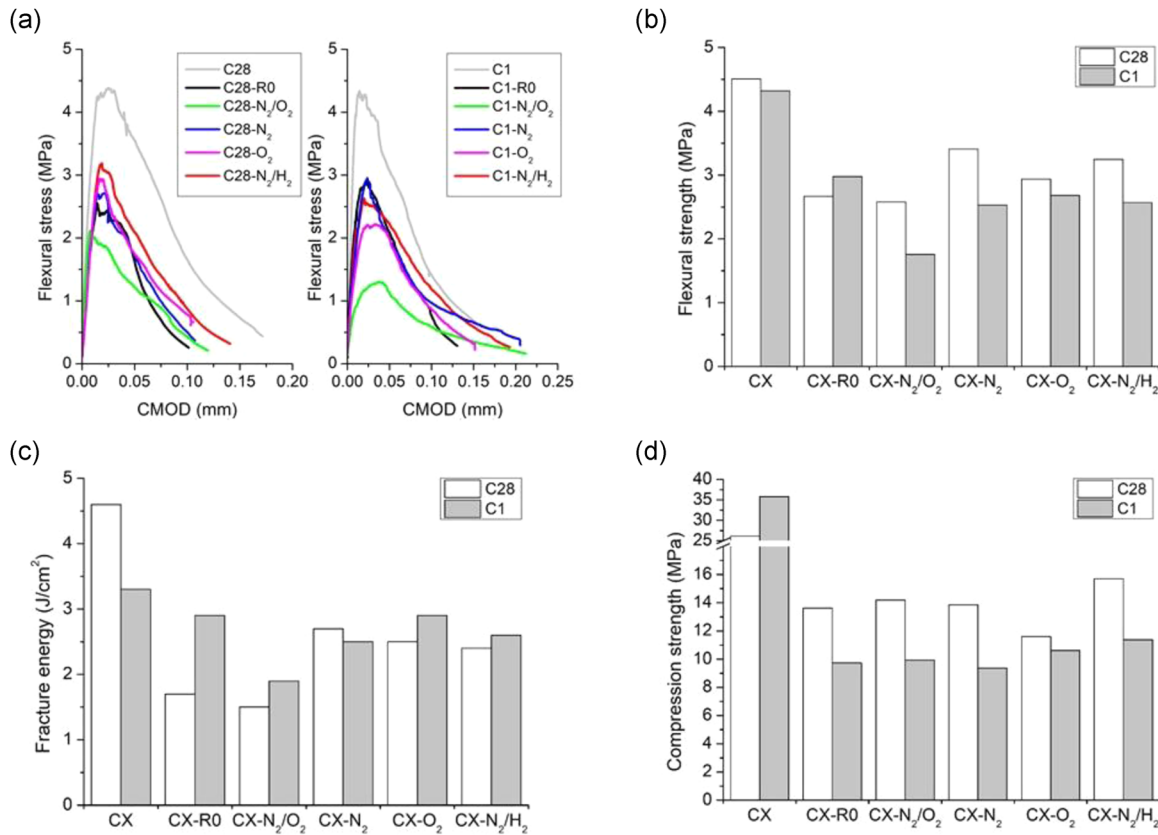 (a)
5
4
3
2
1
0
Flexural stress (MPa)
0.00 0.05 0.10 0.15 0.20
CMOD (mm)
C28
C28-R0
C28-N2/O2
C28-N2
C28-O2
C28-N2/H2
5
4
3
2
1
0
Flexural stress (MPa)
0.00 0.05 0.10 0.15 0.20 0.25
CMOD (mm)
C1
C1-R0
C1-N2/O2
C1-N2
C1-O2
C1-N2/H2
(b)
5
4
3
2
1
0
Flexural strength (MPa)
C28
C1
CX CX-R0 CX-N2/O2 CX-N2 CX-O2 CX-N2/H2
(c)
5
4
3
2
1
0
Fracture energy (J/cm2)
C28
C1
CX CX-R0 CX-N2/O2 CX-N2 CX-O2 CX-N2/H2
(d)
40
35
30
25
16
14
12
10
8
6
4
2
0
Compression strength (MPa)
C28
C1
CX CX-R0 CX-N2/O2 CX-N2 CX-O2 CX-N2/H2